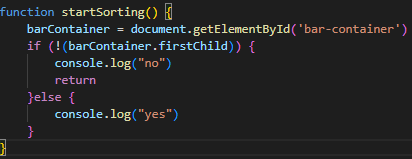 function startSorting() {
    barContainer = document.getElementById('bar-container')
    if (!(barContainer.firstChild)) {
        console.log("no")
        return
    }else {
        console.log("yes")
    }
}